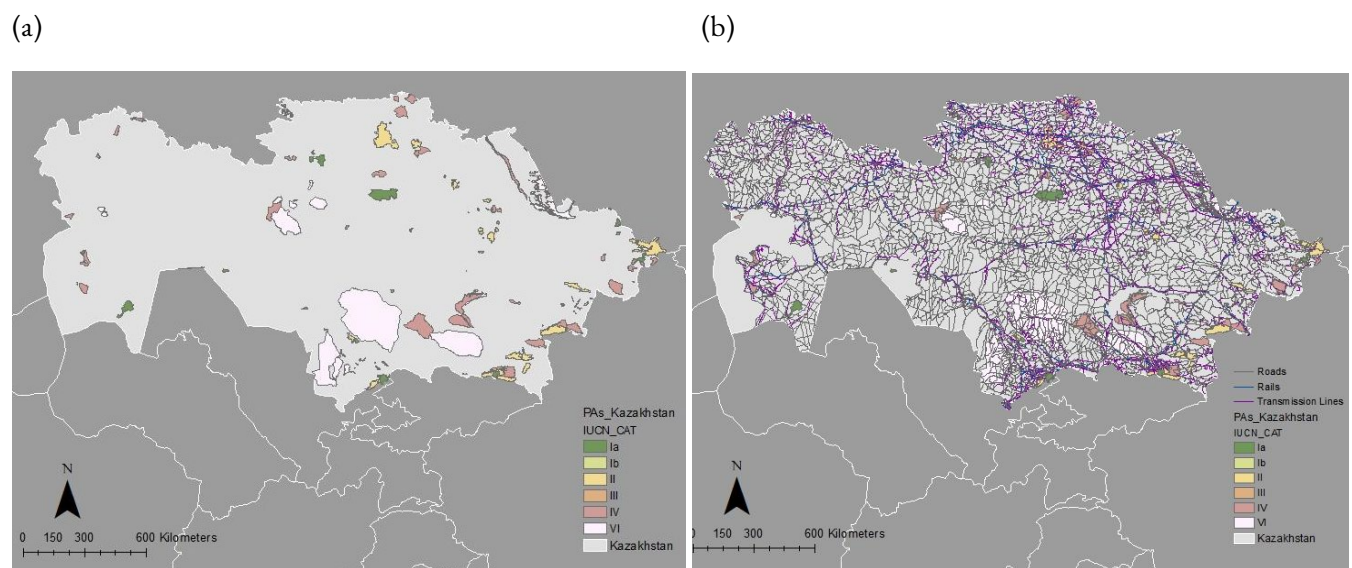 (a)
(b)
PAs_Kazakhstan
IUCN_CAT
Ia
Ib
II
III
IV
VI
Kazakhstan
N
0 150 300 600 Kilometers
Roads
Rails
Transmission Lines
PAs_Kazakhstan
IUCN_CAT
Ia
Ib
II
III
IV
VI
Kazakhstan
N
0 150 300 600 Kilometers